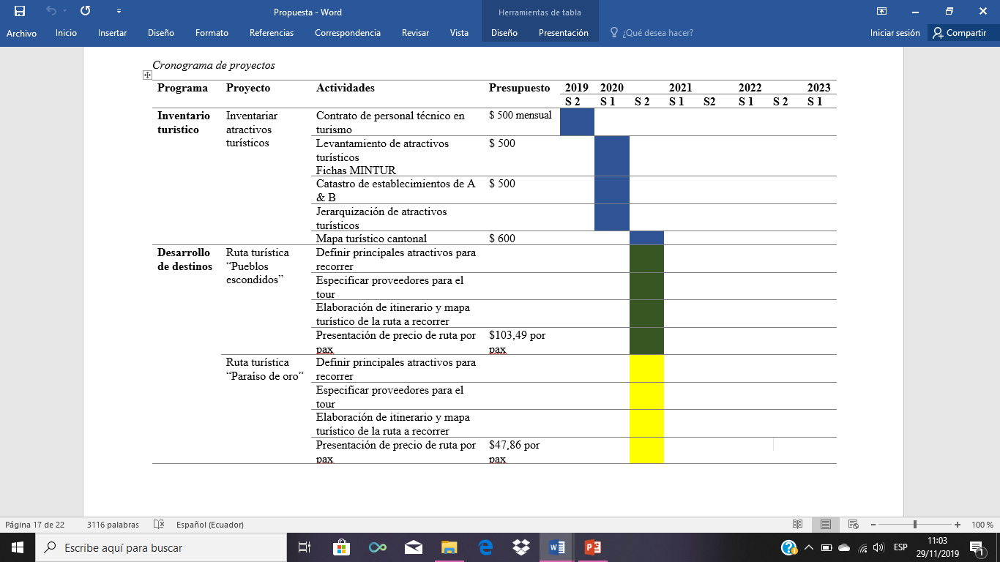 Propuesta - Word
Herramientas de tabla
Archivo Inicio Insertar Diseño Formato Referencias Correspondencia Revisar Vista Diseño Presentación ¿Qué desea hacer? Iniciar sesión Compartir
Cronograma de proyectos
Programa Proyecto Actividades Presupuesto 2019 2020 2021 2022 2023
S 2 S 1 S 2 S 1 S2 S 1 S 2 S 1
Inventario Inventariar Contrato de personal técnico en $ 500 mensual
turístico atractivos turismo
turísticos Levantamiento de atractivos $ 500
turísticos
Fichas MINTUR
Catastro de establecimientos de A $ 500
& B
Jerarquización de atractivos
turísticos
Mapa turístico cantonal $ 600
Desarrollo Ruta turística Definir principales atractivos para
de destinos “Pueblos recorrer
escondidos” Especificar proveedores para el
tour
Elaboración de itinerario y mapa
turístico de la ruta a recorrer
Presentación de precio de ruta por $103,49 por
pax pax
Ruta turística Definir principales atractivos para
“Paraíso de oro” recorrer
Especificar proveedores para el
tour
Elaboración de itinerario y mapa
turístico de la ruta a recorrer
Presentación de precio de ruta por $47,86 por
pax pax
Página 17 de 22 3116 palabras Español (Ecuador) 100 %
Escribe aquí para buscar ESP 11:03
29/11/2019 1